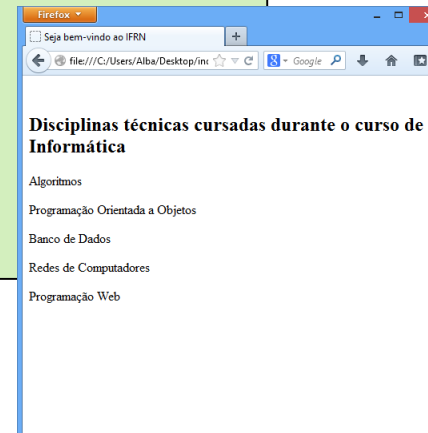 Firefox
Seja bem-vindo ao IFRN
file:///C:/Users/Alba/Desktop/inc
Google
Disciplinas técnicas cursadas durante o curso de
Informática
Algoritmos
Programação Orientada a Objetos
Banco de Dados
Redes de Computadores
Programação Web